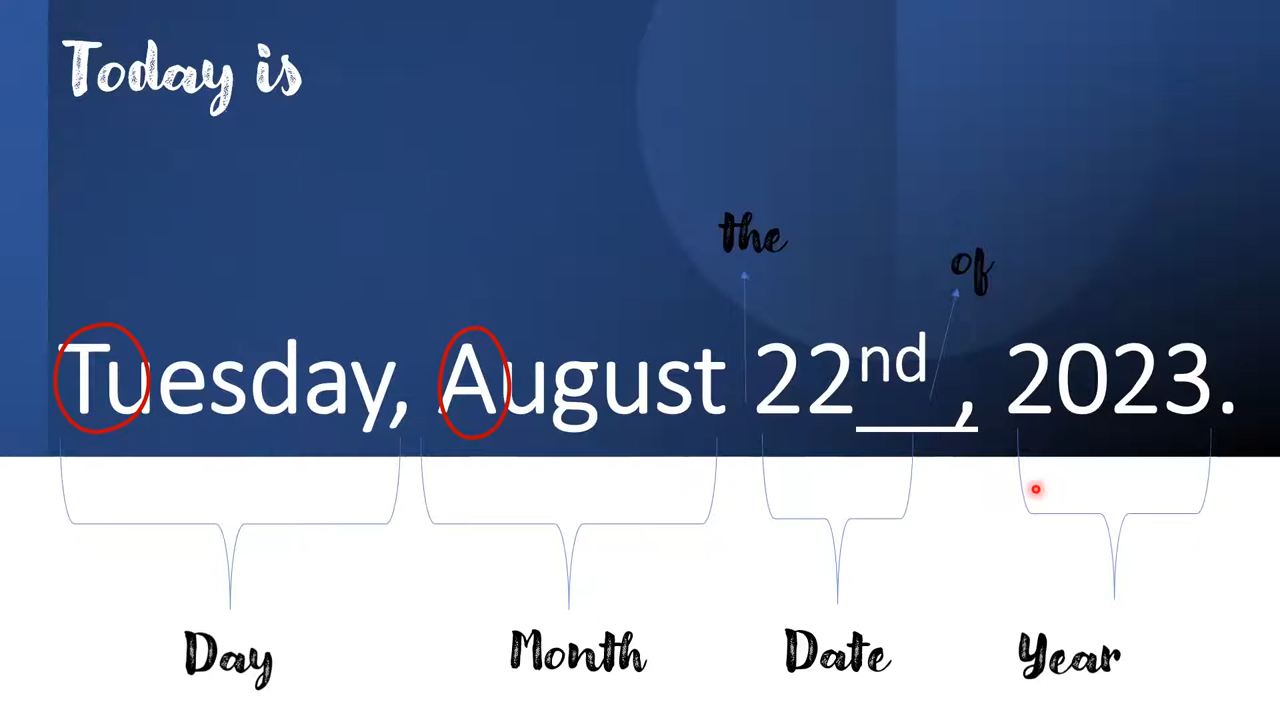 Today is
the
of
Tuesday, August 22nd, 2023.
Day Month Date Year